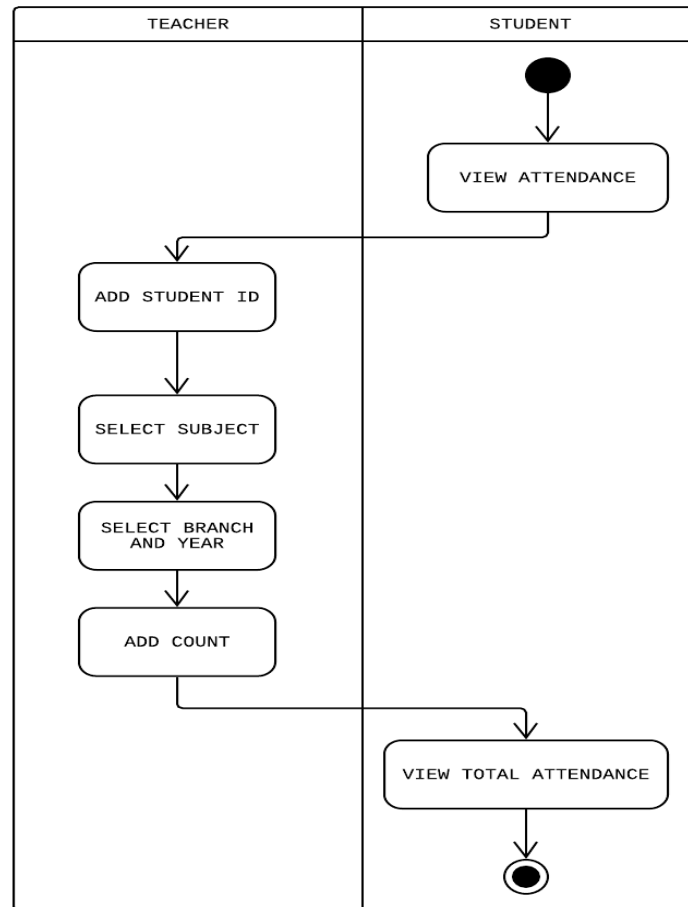 TEACHER
STUDENT
VIEW ATTENDANCE
ADD STUDENT ID
SELECT SUBJECT
SELECT BRANCH
AND YEAR
ADD COUNT
VIEW TOTAL ATTENDANCE